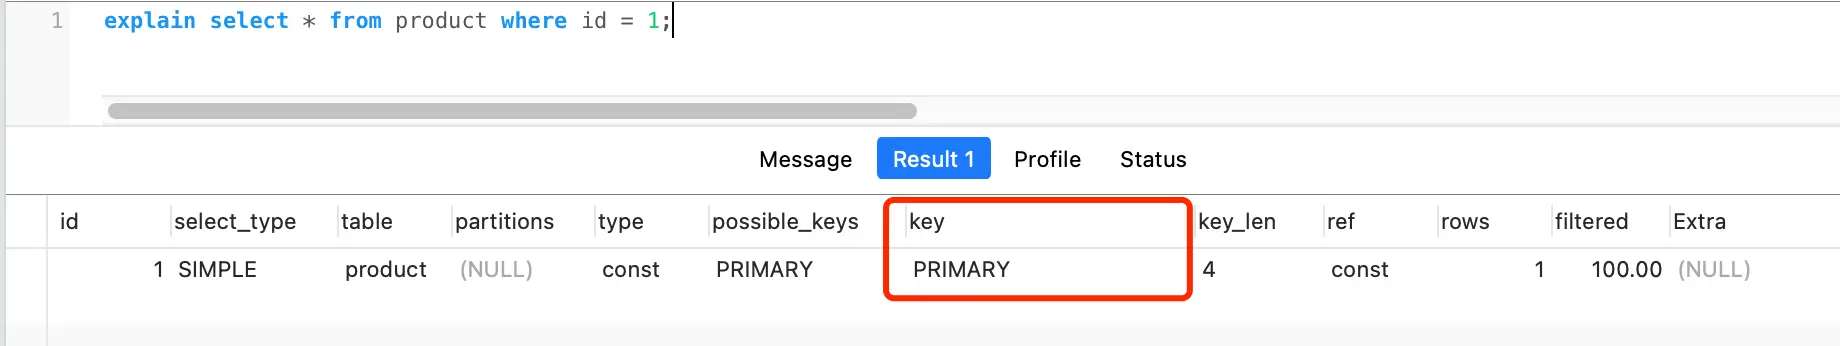 1 explain select * from product where id = 1;
Message Result 1 Profile Status
id select_type table partitions type possible_keys key key_len ref rows filtered Extra
1 SIMPLE product (NULL) const PRIMARY PRIMARY 4 const 1 100.00 (NULL)